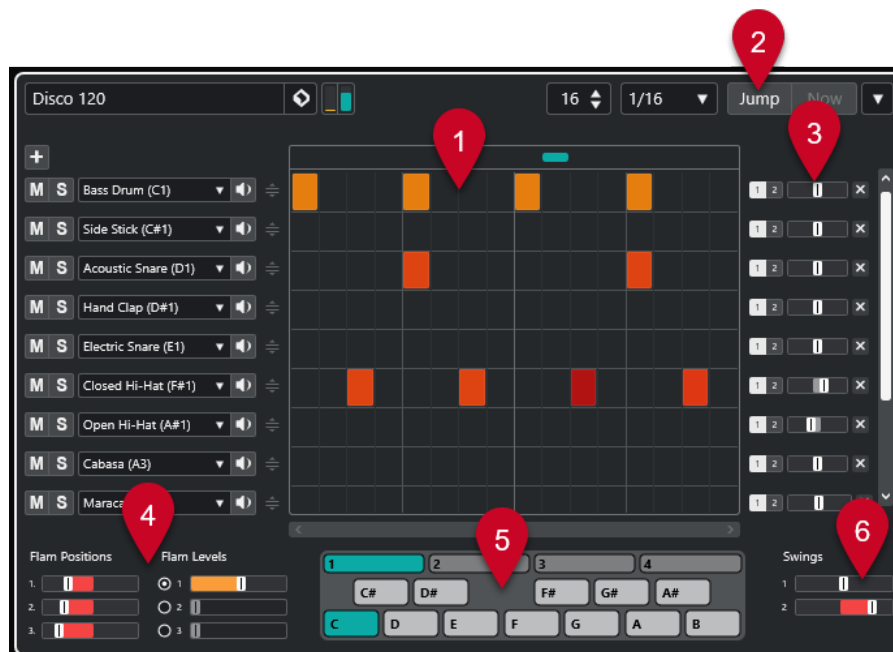 2
Disco 120 16 1/16 Jump Now
1 3
M S Bass Drum (C1) 1 2
M S Side Stick (C#1) 1 2
M S Acoustic Snare (D1) 1 2
M S Hand Clap (D#1) 1 2
M S Electric Snare (E1) 1 2
M S Closed Hi-Hat (F#1) 1 2
M S Open Hi-Hat (A#1) 1 2
M S Cabasa (A3) 1 2
M S 1 2
4 5 6
Flam Positions Flam Levels Swings
1 2 3 4
1. 1 1
C# D# F# G# A#
2. 2 2
3. 3
C D E F G A B